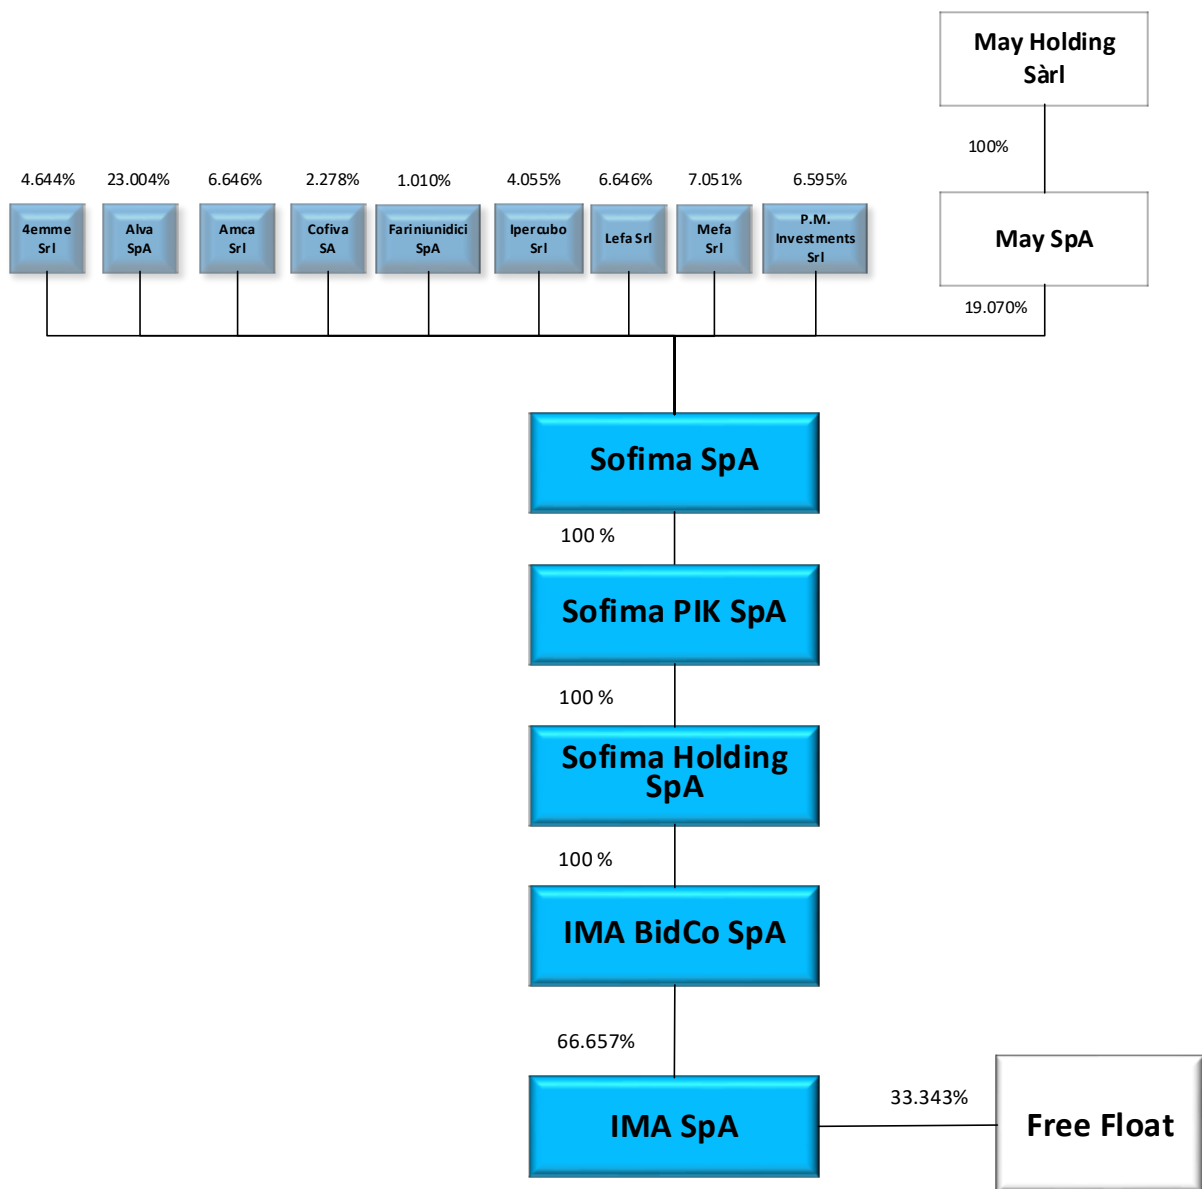 May Holding
Sàrl
100%
4.644%
23.004%
6.646%
2.278%
1.010%
4.055%
6.646%
7.051%
6.595%
4emme
Srl
Alva
SpA
Amca
Srl
Cofiva
SA
Fariniunidici
SpA
Ipercubo
Srl
Lefa Srl
Mefa
Srl
P.M.
Investments
Srl
May SpA
19.070%
Sofima SpA
100 %
Sofima PIK SpA
100 %
Sofima Holding
SpA
100 %
IMA BidCo SpA
66.657%
IMA SpA
33.343%
Free Float